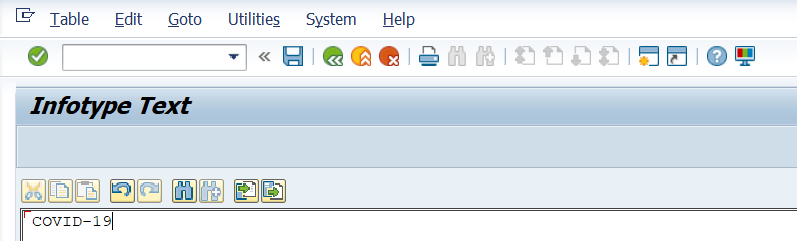 Table Edit Goto Utilities System Help
Infotype Text
COVID-19